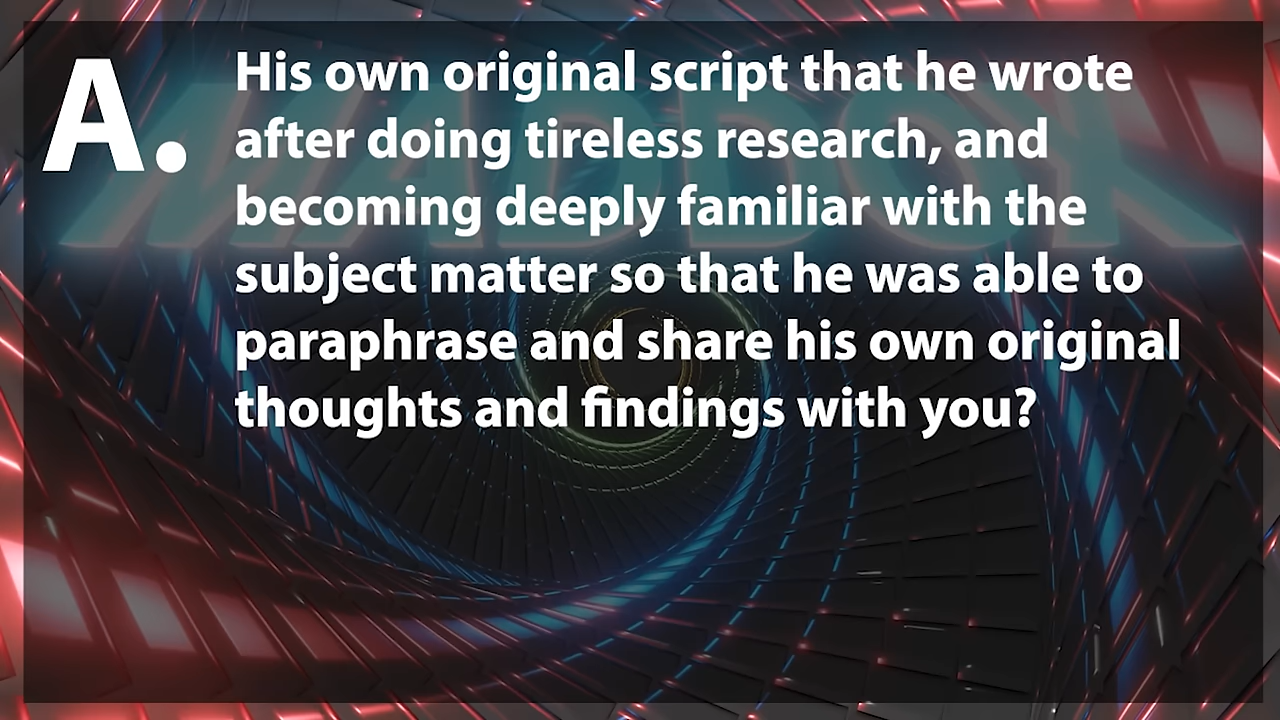 MADDOX
A.
His own original script that he wrote
after doing tireless research, and
becoming deeply familiar with the
subject matter so that he was able to
paraphrase and share his own original
thoughts and findings with you?